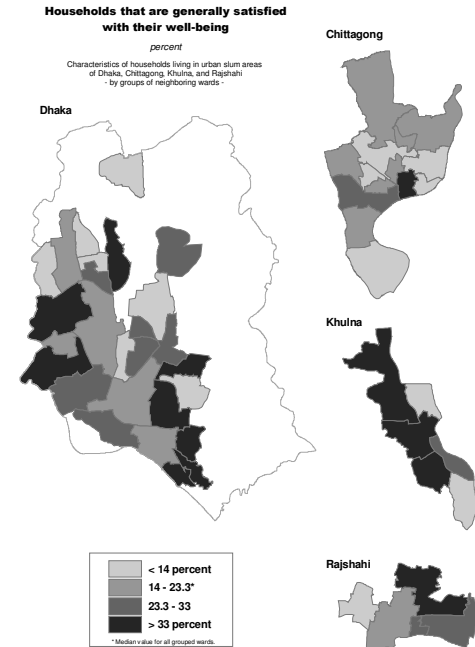 Households that are generally satisfied
with their well-being
percent
Characteristics of households living in urban slum areas
of Dhaka, Chittagong, Khulna, and Rajshahi
- by groups of neighboring wards -
Dhaka
Chittagong
Khulna
Rajshahi
< 14 percent
14 - 23.3*
23.3 - 33
> 33 percent
* Median value for all grouped wards.